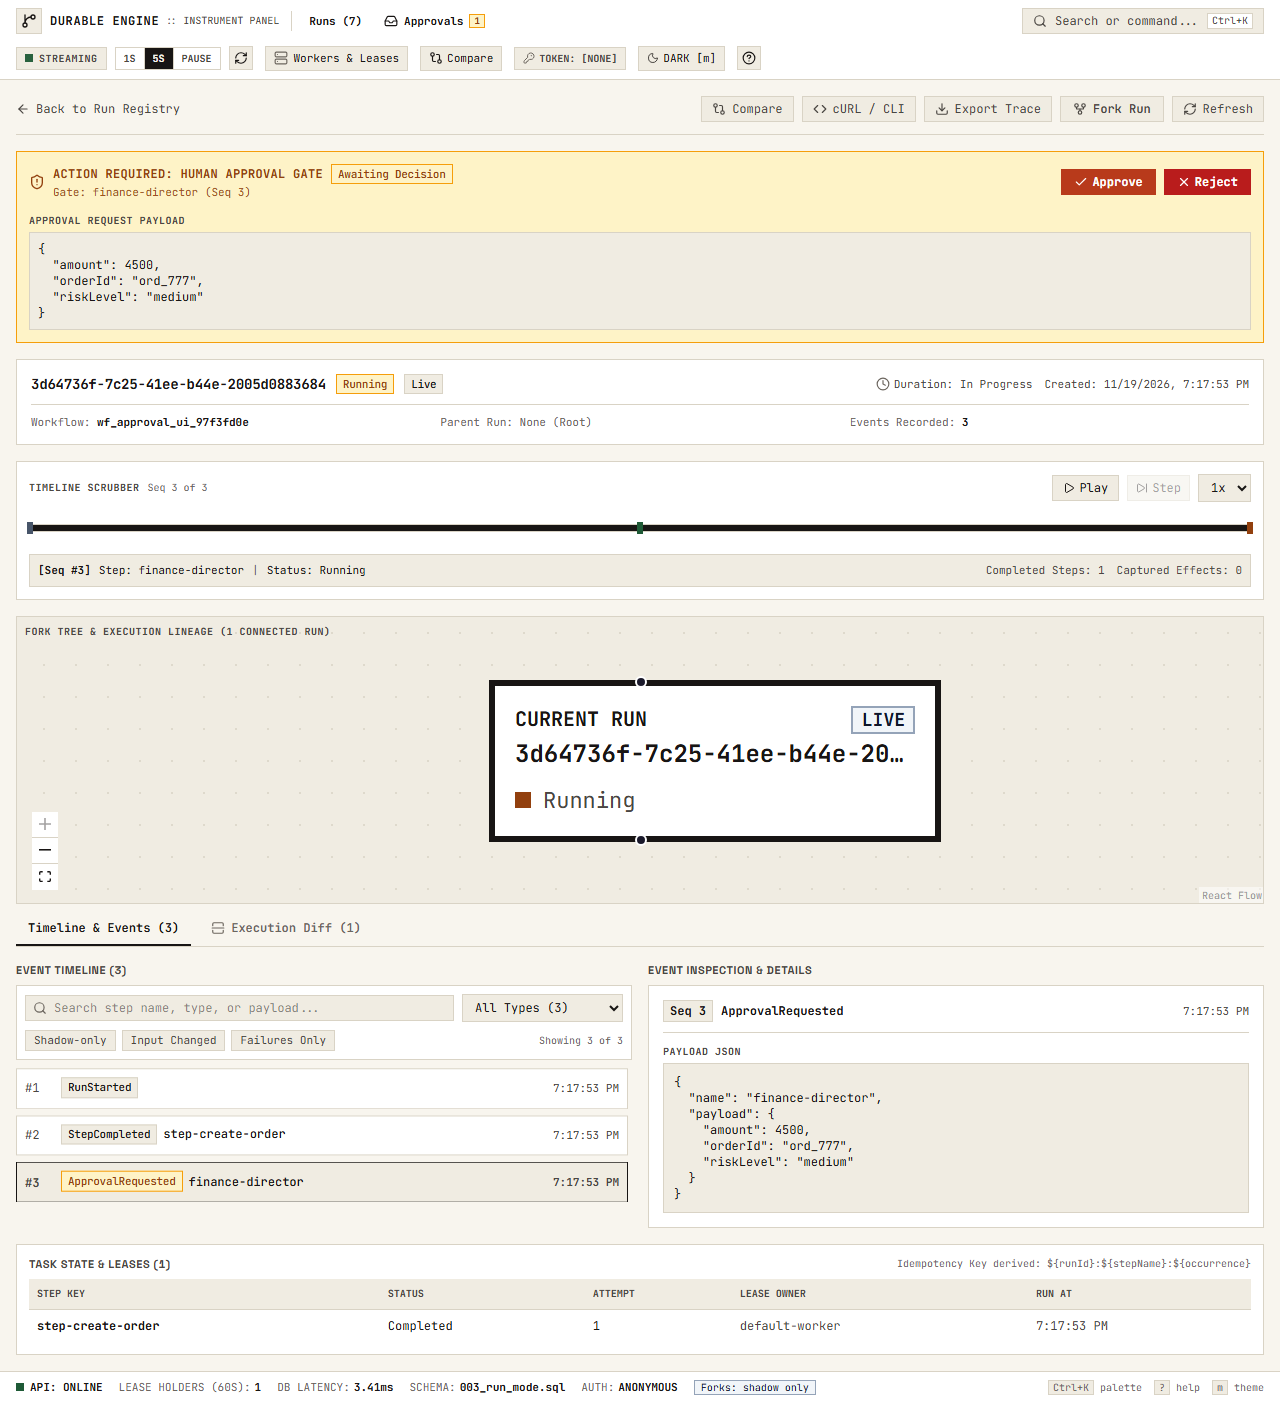 DURABLE ENGINE :: INSTRUMENT PANEL Runs (7) Approvals 1 Search or command... Ctrl+K
STREAMING 1S 5S PAUSE Workers & Leases Compare TOKEN: [NONE] DARK [m]
Back to Run Registry Compare cURL / CLI Export Trace Fork Run Refresh
ACTION REQUIRED: HUMAN APPROVAL GATE Awaiting Decision
Gate: finance-director (Seq 3)
Approve Reject
APPROVAL REQUEST PAYLOAD
{
"amount": 4500,
"orderId": "ord_777",
"riskLevel": "medium"
}
3d64736f-7c25-41ee-b44e-2005d0883684 Running Live Duration: In Progress Created: 11/19/2026, 7:17:53 PM
Workflow: wf_approval_ui_97f3fd0e Parent Run: None (Root) Events Recorded: 3
TIMELINE SCRUBBER Seq 3 of 3 Play Step 1x
[Seq #3] Step: finance-director | Status: Running Completed Steps: 1 Captured Effects: 0
FORK TREE & EXECUTION LINEAGE (1 CONNECTED RUN)
CURRENT RUN LIVE
3d64736f-7c25-41ee-b44e-20…
Running
React Flow
Timeline & Events (3) Execution Diff (1)
EVENT TIMELINE (3)
Search step name, type, or payload... All Types (3)
Shadow-only Input Changed Failures Only Showing 3 of 3
#1 RunStarted 7:17:53 PM
#2 StepCompleted step-create-order 7:17:53 PM
#3 ApprovalRequested finance-director 7:17:53 PM
EVENT INSPECTION & DETAILS
Seq 3 ApprovalRequested 7:17:53 PM
PAYLOAD JSON
{
"name": "finance-director",
"payload": {
"amount": 4500,
"orderId": "ord_777",
"riskLevel": "medium"
}
}
TASK STATE & LEASES (1) Idempotency Key derived: ${runId}:${stepName}:${occurrence}
STEP KEY STATUS ATTEMPT LEASE OWNER RUN AT
step-create-order Completed 1 default-worker 7:17:53 PM
API: ONLINE LEASE HOLDERS (60S): 1 DB LATENCY: 3.41ms SCHEMA: 003_run_mode.sql AUTH: ANONYMOUS Forks: shadow only Ctrl+K palette ? help m theme